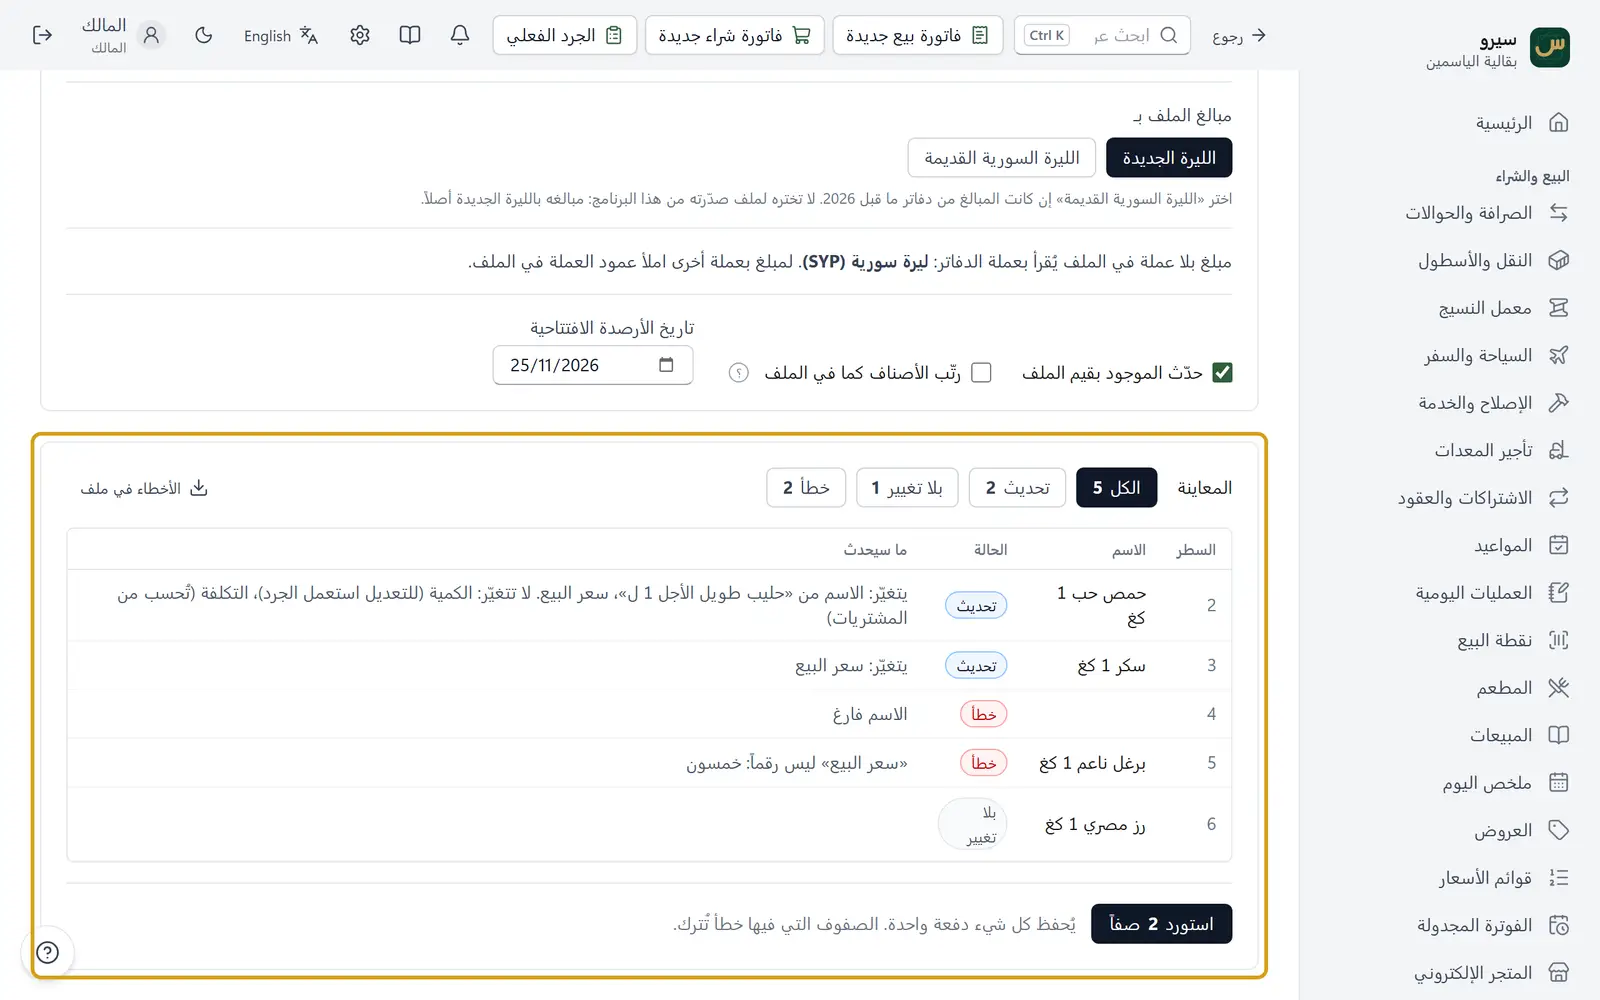 س
سيرو
بقالية الياسمين
رجوع
ابحث عر
Ctrl K
فاتورة بيع جديدة
فاتورة شراء جديدة
الجرد الفعلي
English
المالك
المالك
الرئيسية
البيع والشراء
الصرافة والحوالات
النقل والأسطول
معمل النسيج
السياحة والسفر
الإصلاح والخدمة
تأجير المعدات
الاشتراكات والعقود
المواعيد
العمليات اليومية
نقطة البيع
المطعم
المبيعات
ملخص اليوم
العروض
قوائم الأسعار
الفوترة المجدولة
المتجر الإلكتروني
مبالغ الملف بـ
الليرة الجديدة
الليرة السورية القديمة
اختر «الليرة السورية القديمة» إن كانت المبالغ من دفاتر ما قبل 2026. لا تختره لملف صدّرته من هذا البرنامج: مبالغه بالليرة الجديدة أصلاً.
مبلغ بلا عملة في الملف يُقرأ بعملة الدفاتر: ليرة سورية (SYP). لمبلغ بعملة أخرى املأ عمود العملة في الملف.
تاريخ الأرصدة الافتتاحية
حدّث الموجود بقيم الملف
رتّب الأصناف كما في الملف
؟
25/11/2026
المعاينة
الكل 5
تحديث 2
بلا تغيير 1
خطأ 2
الأخطاء في ملف
السطر الاسم الحالة ما سيحدث
2 حمص حب 1 كغ تحديث يتغيّر: الاسم من «حليب طويل الأجل 1 ل»، سعر البيع. لا تتغيّر: الكمية (للتعديل استعمل الجرد)، التكلفة (تُحسب من المشتريات)
3 سكر 1 كغ تحديث يتغيّر: سعر البيع
4 خطأ الاسم فارغ
5 برغل ناعم 1 كغ خطأ «سعر البيع» ليس رقماً: خمسون
6 رز مصري 1 كغ بلا تغيير
استورد 2 صفاً
يُحفظ كل شيء دفعة واحدة. الصفوف التي فيها خطأ تُترك.
?